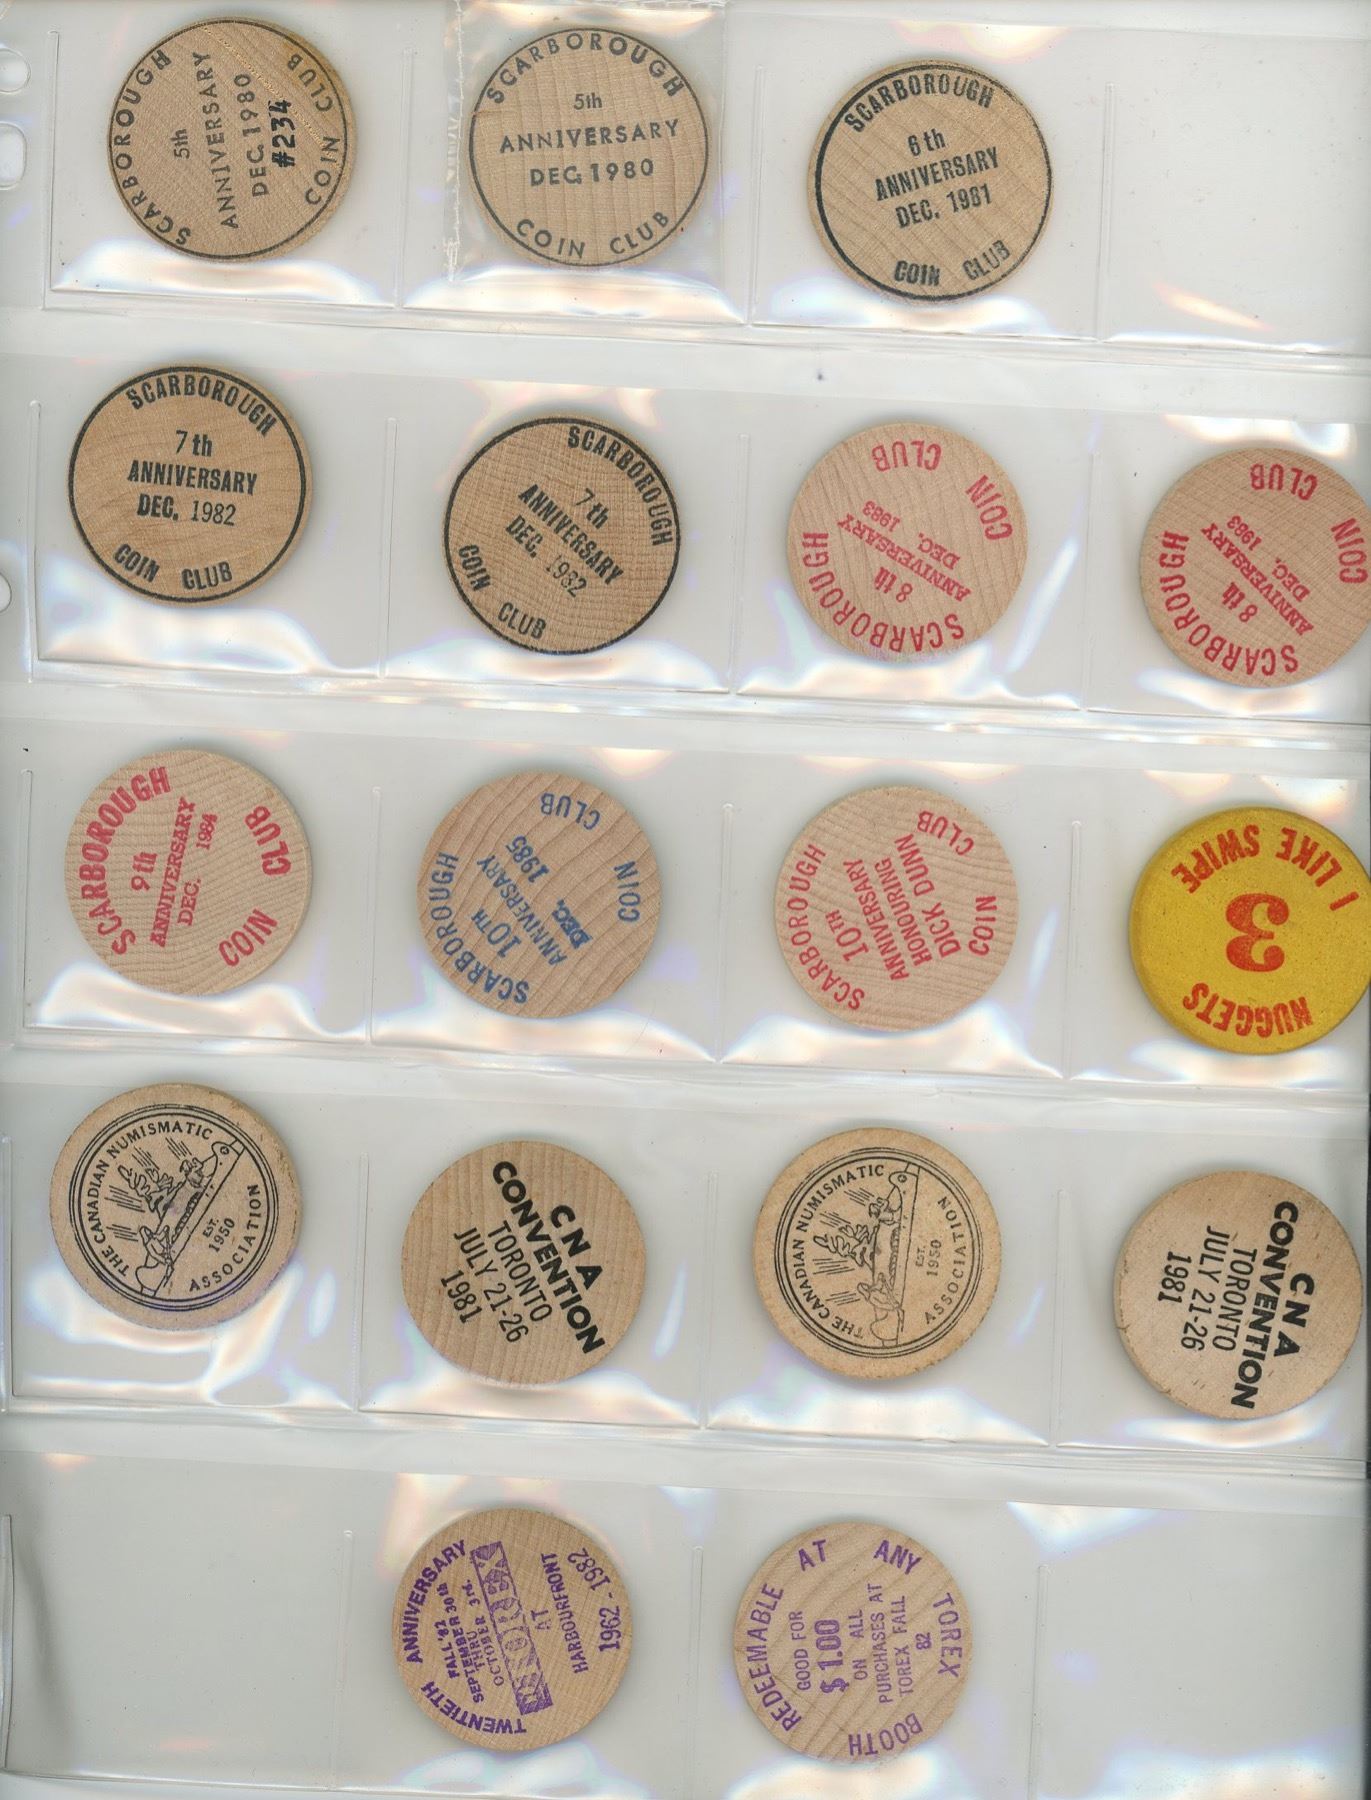 SCARBOROUGH
5th
ANNIVERSARY
DEC. 1980
#234
COIN CLUB
SCARBOROUGH
5th
ANNIVERSARY
DEC. 1980
COIN CLUB
SCARBOROUGH
6th
ANNIVERSARY
DEC. 1981
COIN CLUB
SCARBOROUGH
7th
ANNIVERSARY
DEC. 1982
COIN CLUB
SCARBOROUGH
7th
ANNIVERSARY
DEC. 1982
COIN CLUB
SCARBOROUGH
8th
ANNIVERSARY
DEC. 1983
COIN CLUB
SCARBOROUGH
8th
ANNIVERSARY
DEC. 1983
COIN CLUB
SCARBOROUGH
9th
ANNIVERSARY
DEC. 1984
COIN CLUB
SCARBOROUGH
10TH
ANNIVERSARY
DEC. 1985
COIN CLUB
SCARBOROUGH
10TH
ANNIVERSARY
HONOURING
DICK DUNN
COIN CLUB
I LIKE SWIPE
3
NUGGETS
THE CANADIAN NUMISMATIC
EST.
1950
ASSOCIATION
CNA
CONVENTION
TORONTO
JULY 21-26
1981
THE CANADIAN NUMISMATIC
EST.
1950
ASSOCIATION
CNA
CONVENTION
TORONTO
JULY 21-26
1981
TWENTIETH ANNIVERSARY
FALL '82
SEPTEMBER 30th
THRU
OCTOBER 3rd.
TOREX
AT
HARBOURFRONT
1962 - 1982
REDEEMABLE AT ANY
GOOD FOR
$1.00
ON ALL
PURCHASES AT
TOREX FALL
82
TOREX BOOTH